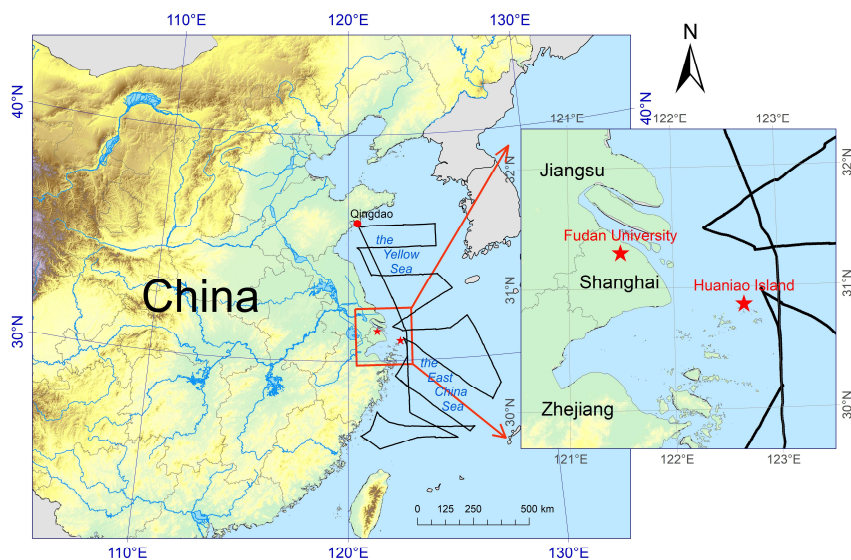 110°E
120°E
130°E
N
40°N
40°N
121°E
122°E
123°E
32°N
32°N
Jiangsu
Qingdao
the
Yellow
Sea
Fudan University
Shanghai
Huaniao Island
31°N
31°N
China
30°N
the
East
China
Sea
Zhejiang
30°N
30°N
121°E
122°E
123°E
0 125 250 500 km
110°E
120°E
130°E